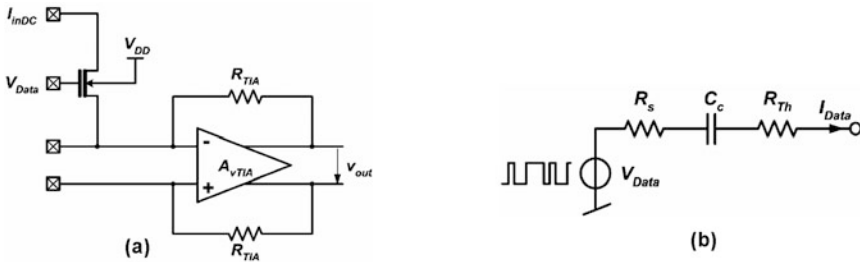 I_inDC
V_DD
V_Data
R_TIA
-
A_vTIA
+
v_out
R_TIA
(a)
R_s
C_c
R_Th
I_Data
V_Data
(b)